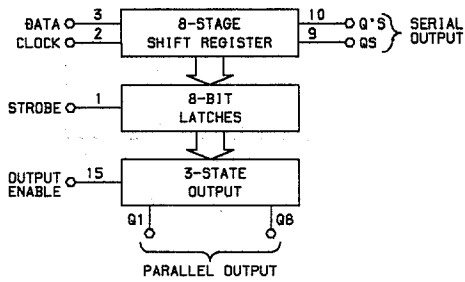 DATA 3 8-STAGE SHIFT REGISTER 10 Q'S SERIAL OUTPUT
CLOCK 2 9 QS
STROBE 1 8-BIT LATCHES
OUTPUT ENABLE 15 3-STATE OUTPUT
Q1 Q8
PARALLEL OUTPUT